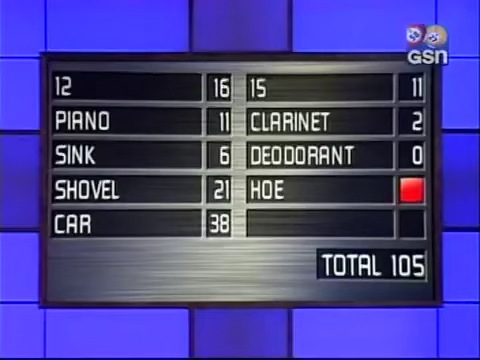 GSN
12 16 15 11
PIANO 11 CLARINET 2
SINK 6 DEODORANT 0
SHOVEL 21 HOE
CAR 38
TOTAL 105